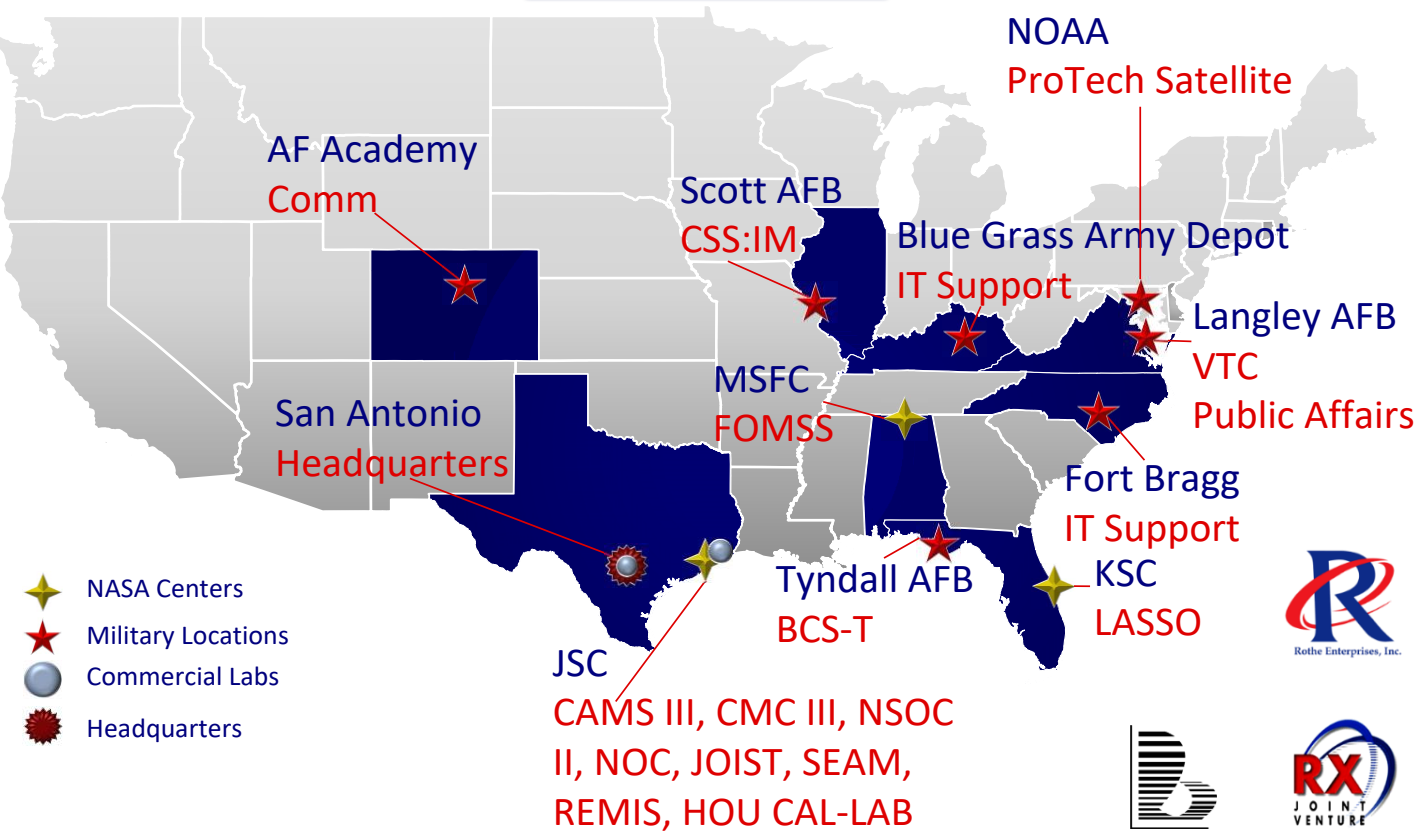 NOAA
ProTech Satellite
AF Academy
Comm
Scott AFB
CSS:IM
Blue Grass Army Depot
IT Support
Langley AFB
VTC
Public Affairs
MSFC
FOMSS
San Antonio
Headquarters
Fort Bragg
IT Support
Tyndall AFB
BCS-T
KSC
LASSO
JSC
CAMS III, CMC III, NSOC
II, NOC, JOIST, SEAM,
REMIS, HOU CAL-LAB
NASA Centers
Military Locations
Commercial Labs
Headquarters
R
Rothe Enterprises, Inc.
RX
JOINT
VENTURE